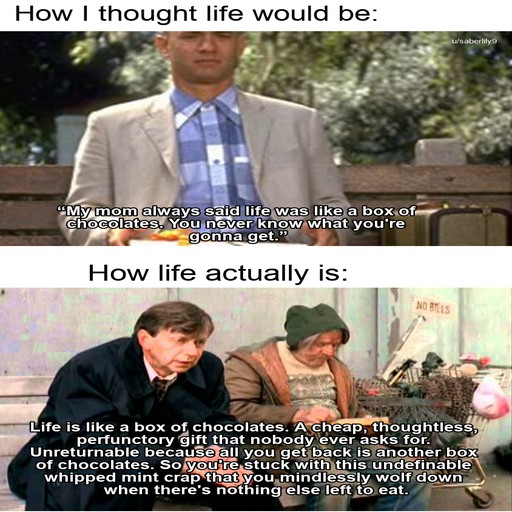 How I thought life would be:
u/saberlily9
“My mom always said life was like a box of
chocolates. You never know what you're
gonna get.”
How life actually is:
NO BILLS
Life is like a box of chocolates. A cheap, thoughtless,
perfunctory gift that nobody ever asks for.
Unreturnable because all you get back is another box
of chocolates. So you're stuck with this undefinable
whipped mint crap that you mindlessly wolf down
when there's nothing else left to eat.